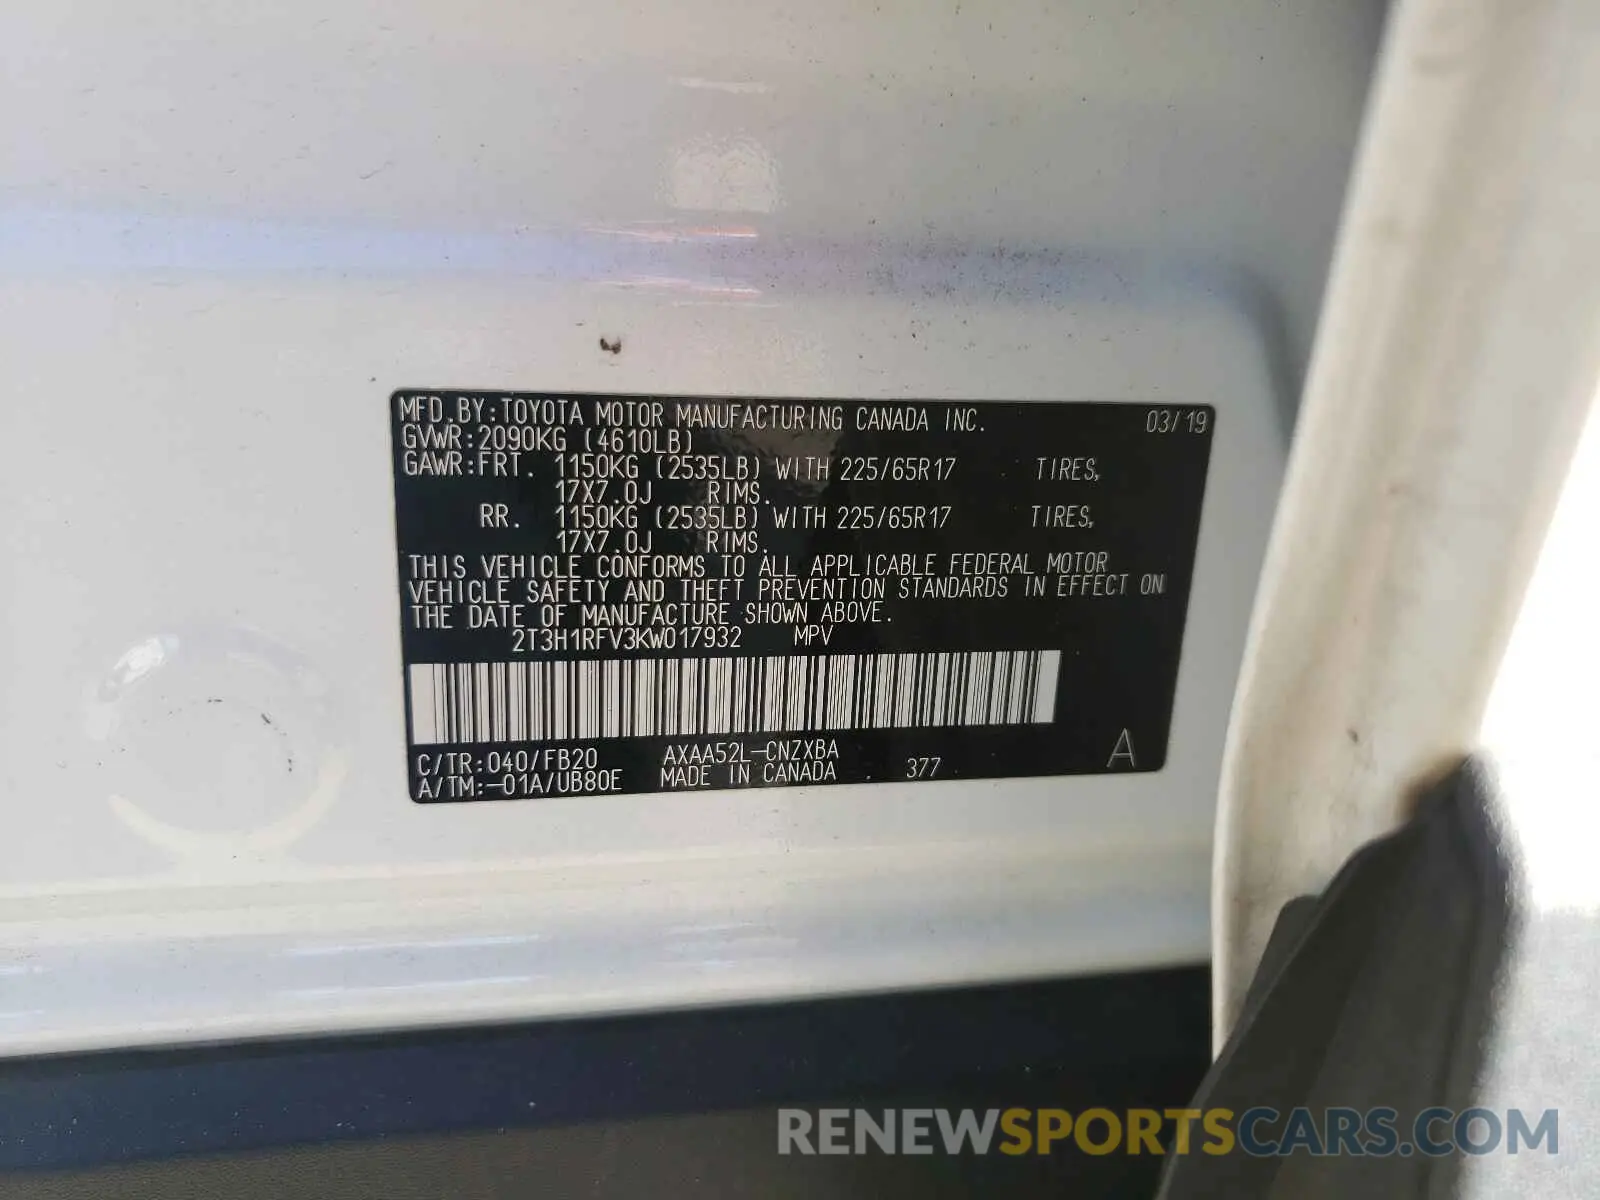 MFD.BY:TOYOTA MOTOR MANUFACTURING CANADA INC. 03/19
GVWR:2090KG (4610LB)
GAWR:FRT. 1150KG (2535LB) WITH 225/65R17 TIRES,
17X7.0J RIMS.
RR. 1150KG (2535LB) WITH 225/65R17 TIRES,
17X7.0J RIMS.
THIS VEHICLE CONFORMS TO ALL APPLICABLE FEDERAL MOTOR
VEHICLE SAFETY AND THEFT PREVENTION STANDARDS IN EFFECT ON
THE DATE OF MANUFACTURE SHOWN ABOVE.
2T3H1RFV3KW017932 MPV
C/TR:040/FB20 AXAA52L-CNZXBA
A/TM:-01A/UB80E MADE IN CANADA 377 A
RENEWSPORTSCARS.COM